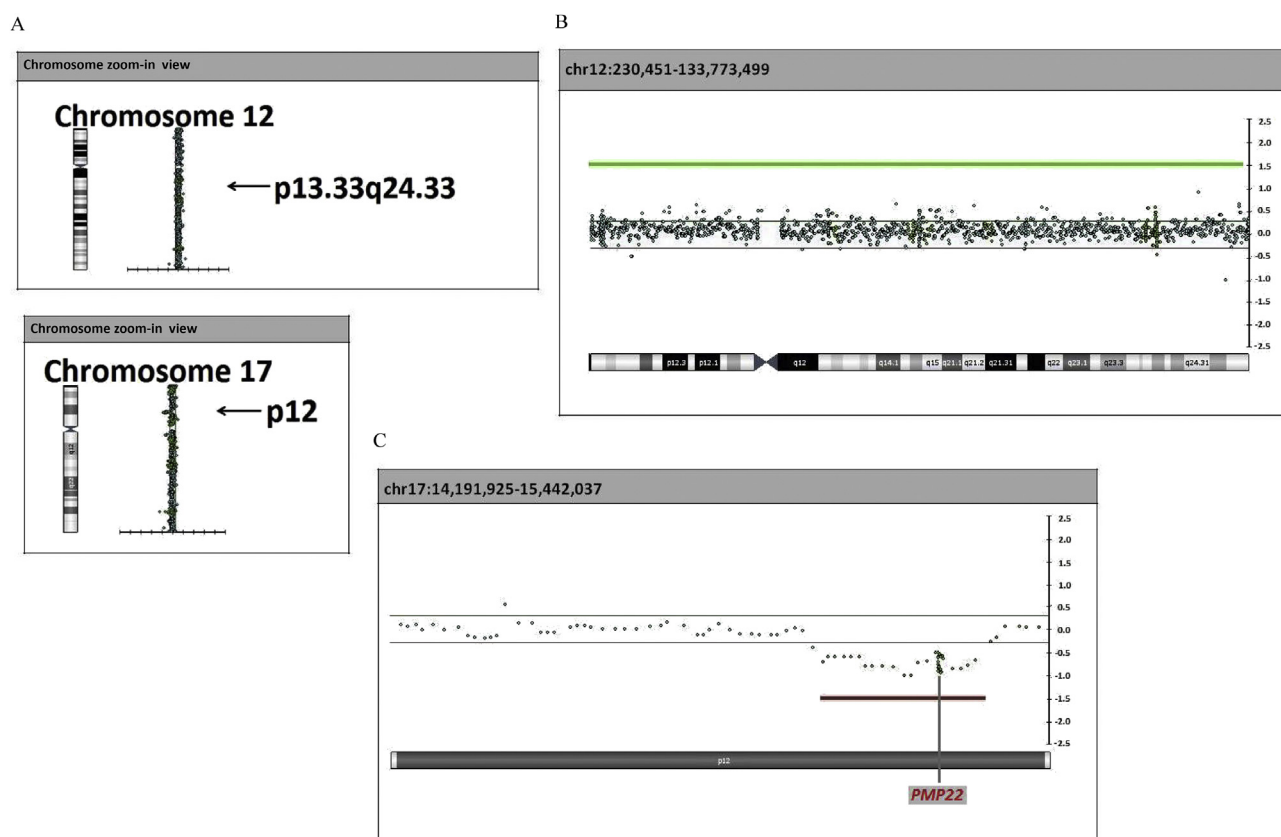 A
Chromosome zoom-in view
Chromosome 12
p13.33q24.33
Chromosome zoom-in view
Chromosome 17
p12
q12
B
chr12:230,451-133,773,499
2.5
2.0
1.5
1.0
0.5
0.0
-0.5
-1.0
-1.5
-2.0
-2.5
p12.3 p12.1 q12 q14.1 q15 q21.1 q21.2 q21.31 q22 q23.1 q23.3 q24.31
C
chr17:14,191,925-15,442,037
2.5
2.0
1.5
1.0
0.5
0.0
-0.5
-1.0
-1.5
-2.0
-2.5
p12
PMP22